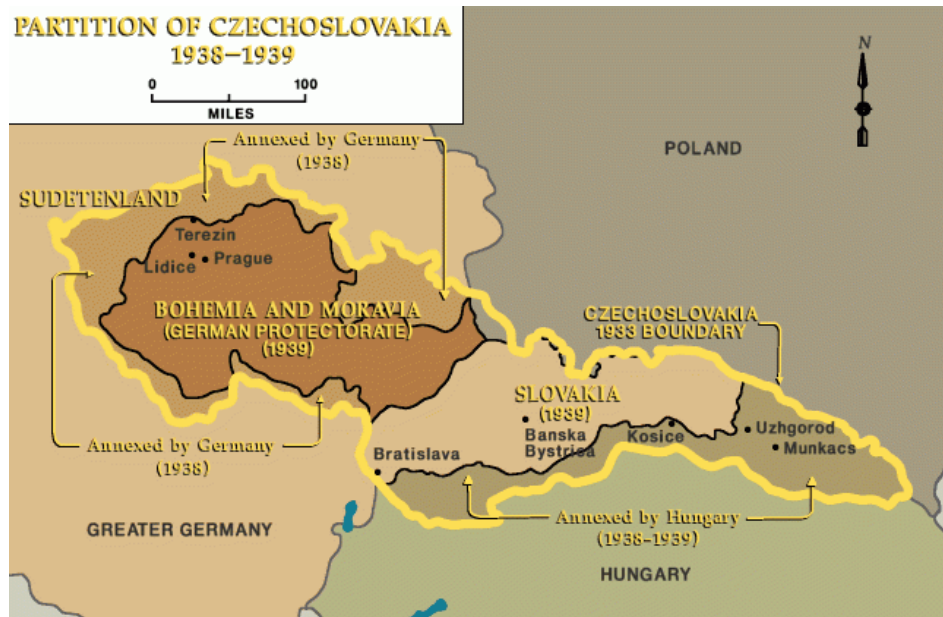 PARTITION OF CZECHOSLOVAKIA
1938–1939
0 100
MILES
N
Annexed by Germany
(1938)
POLAND
SUDETENLAND
Terezin
Lidice
Prague
BOHEMIA AND MORAVIA
(GERMAN PROTECTORATE)
(1939)
CZECHOSLOVAKIA
1933 BOUNDARY
SLOVAKIA
(1939)
Banska
Bystrisa
Kosice
Uzhgorod
Munkacs
Annexed by Germany
(1938)
Bratislava
Annexed by Hungary
(1938-1939)
GREATER GERMANY
HUNGARY